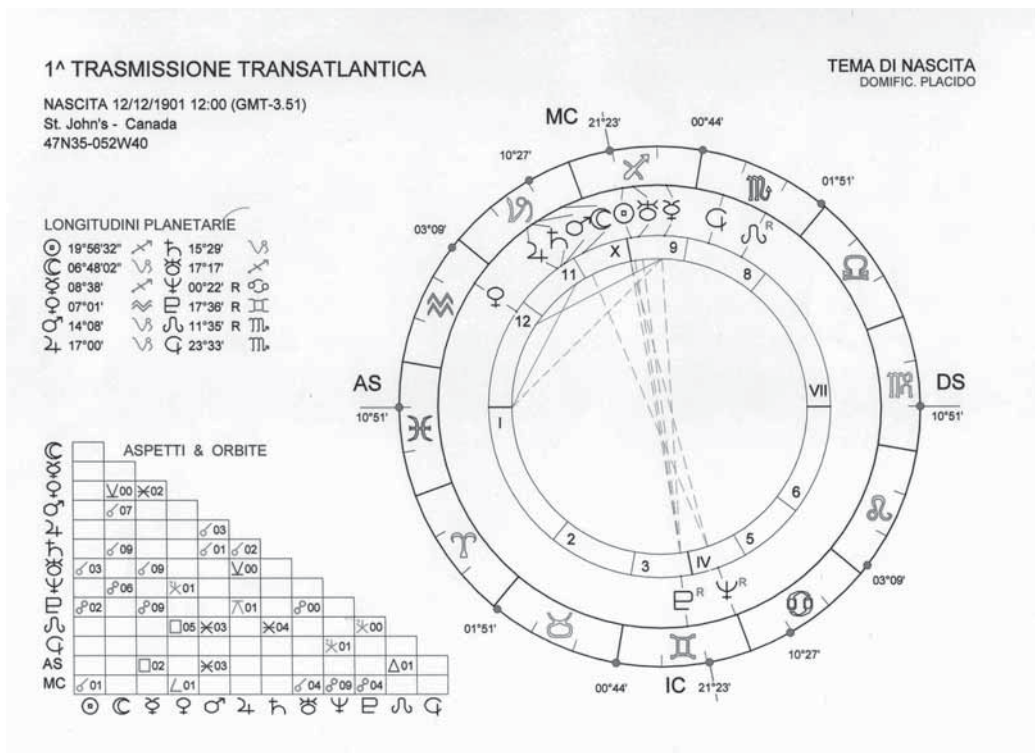 1^ TRASMISSIONE TRANSATLANTICA
NASCITA 12/12/1901 12:00 (GMT-3.51)
St. John's - Canada
47N35-052W40
TEMA DI NASCITA
DOMIFIC. PLACIDO
LONGITUDINI PLANETARIE
☉ 19°56'32" ♐ ♄ 15°29' ♑
☾ 06°48'02" ♑ ♅ 17°17' ♐
☿ 08°38' ♐ ♆ 00°22' R ♋
♀ 07°01' ♒ ♇ 17°36' R ♊
♂ 14°08' ♑ ☊ 11°35' R ♏
♃ 17°00' ♑ 23°33' ♏
MC 21°23'
00°44'
10°27'
01°51'
03°09'
AS
10°51'
DS
10°51'
X
9
11
8
12
I
VII
2
6
3
IV
5
R
R
R
03°09'
01°51'
10°27'
00°44'
IC 21°23'
ASPETTI & ORBITE
00 02
07
03
09 01 02
03 09 00
06 01
02 09 01 00
05 03 04 00
01
AS 02 03 01
MC 01 01 04 09 04